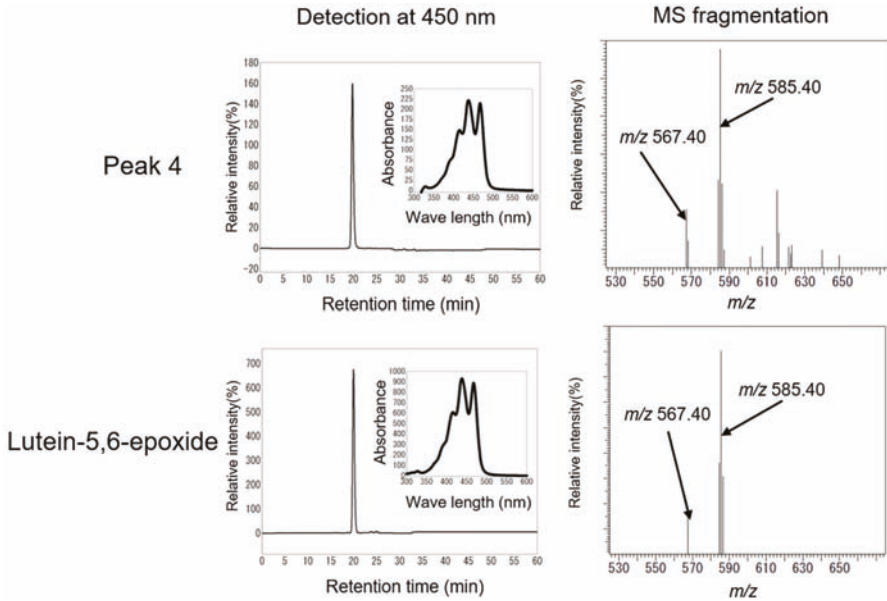 Detection at 450 nm
MS fragmentation
Peak 4
Relative intensity(%)
180
160
140
120
100
80
60
40
20
0
−20
0 5 10 15 20 25 30 35 40 45 50 55 60
Retention time (min)
Absorbance
250
225
200
175
150
125
100
75
50
25
0
300 350 400 450 500 550 600
Wave length (nm)
Relative intensity(%)
m/z 567.40
m/z 585.40
530 550 570 590 610 630 650
m/z
Lutein-5,6-epoxide
Relative intensity(%)
700
600
500
400
300
200
100
0
0 5 10 15 20 25 30 35 40 45 50 55 60
Retention time (min)
Absorbance
1000
900
800
700
600
500
400
300
200
100
0
300 350 400 450 500 550 600
Wave length (nm)
Relative intensity(%)
m/z 567.40
m/z 585.40
530 550 570 590 610 630 650
m/z